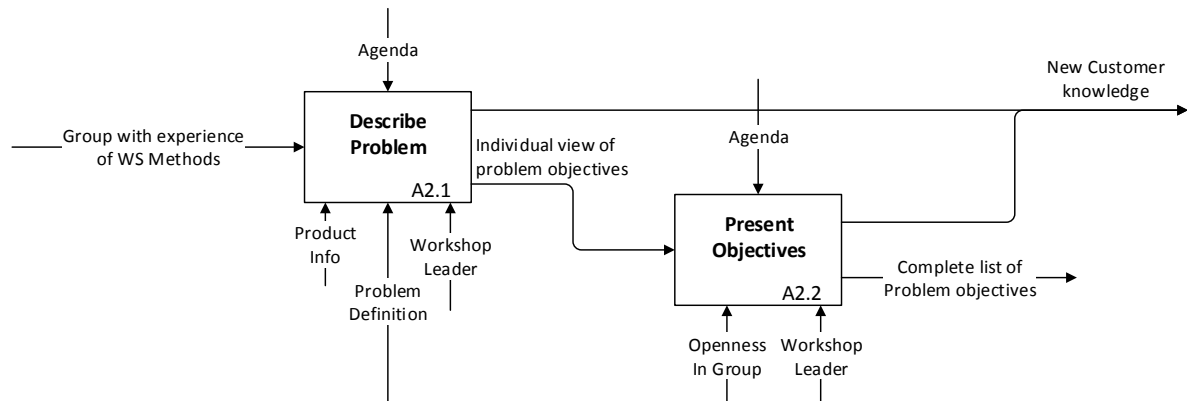 Agenda
New Customer
knowledge
Describe
Problem
Agenda
Group with experience
of WS Methods
Individual view of
problem objectives
A2.1
Present
Objectives
Product
Info
Workshop
Leader
Complete list of
Problem objectives
Problem
Definition
A2.2
Openness
In Group
Workshop
Leader